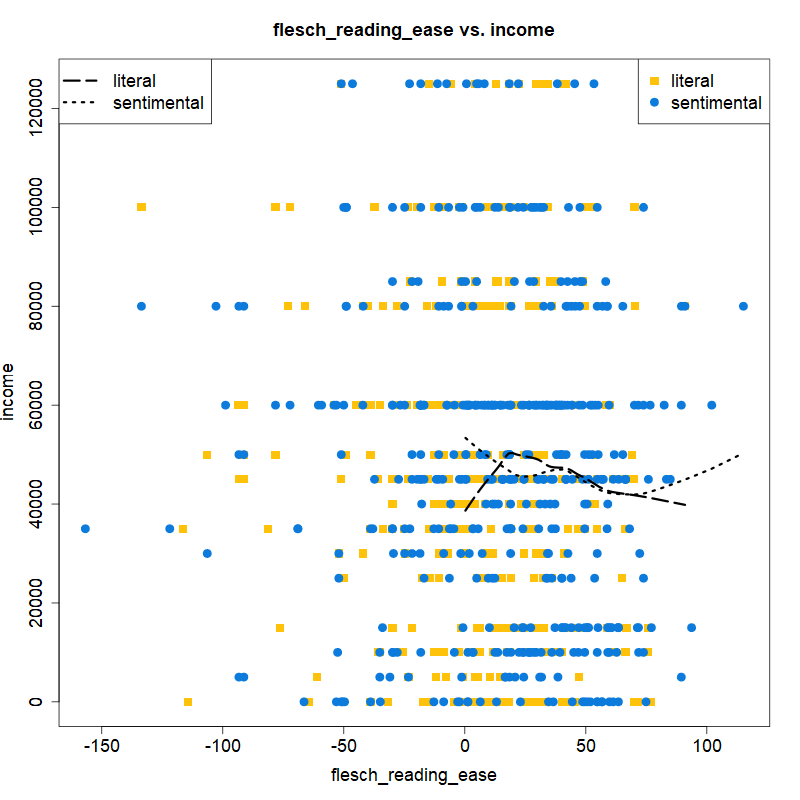 flesch_reading_ease vs. income
literal
sentimental
literal
sentimental
income
120000
100000
80000
60000
40000
20000
0
-150 -100 -50 0 50 100
flesch_reading_ease